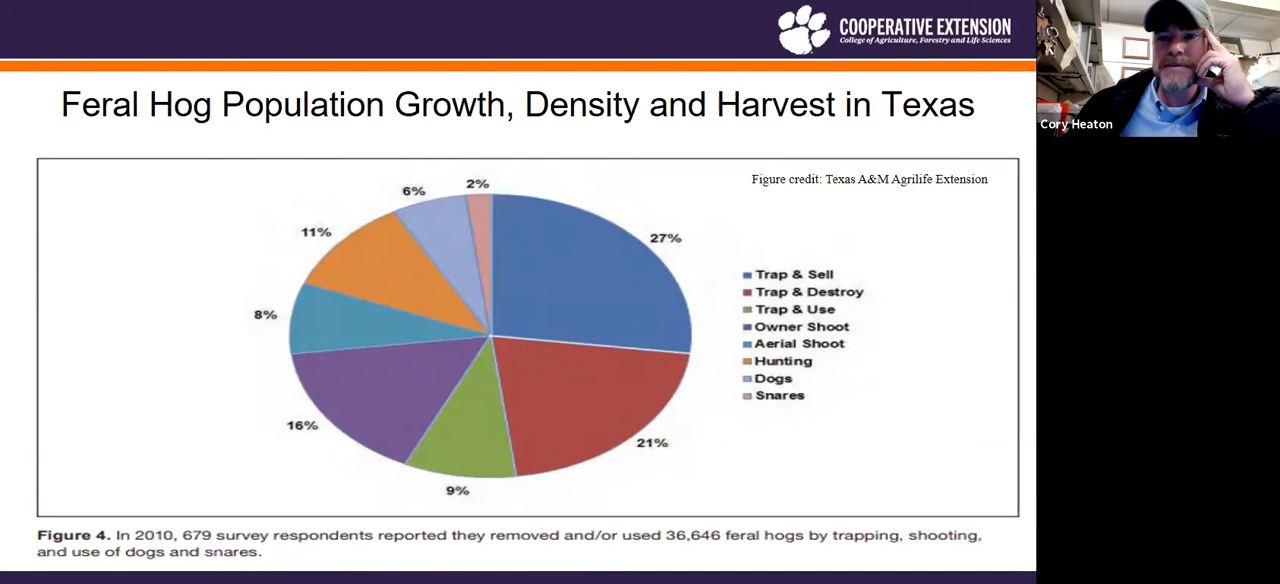 COOPERATIVE EXTENSION
College of Agriculture, Forestry and Life Sciences
Cory Heaton
Feral Hog Population Growth, Density and Harvest in Texas
Figure credit: Texas A&M Agrilife Extension
2%
6%
11%
27%
8%
16%
21%
9%
Trap & Sell
Trap & Destroy
Trap & Use
Owner Shoot
Aerial Shoot
Hunting
Dogs
Snares
Figure 4. In 2010, 679 survey respondents reported they removed and/or used 36,646 feral hogs by trapping, shooting,
and use of dogs and snares.